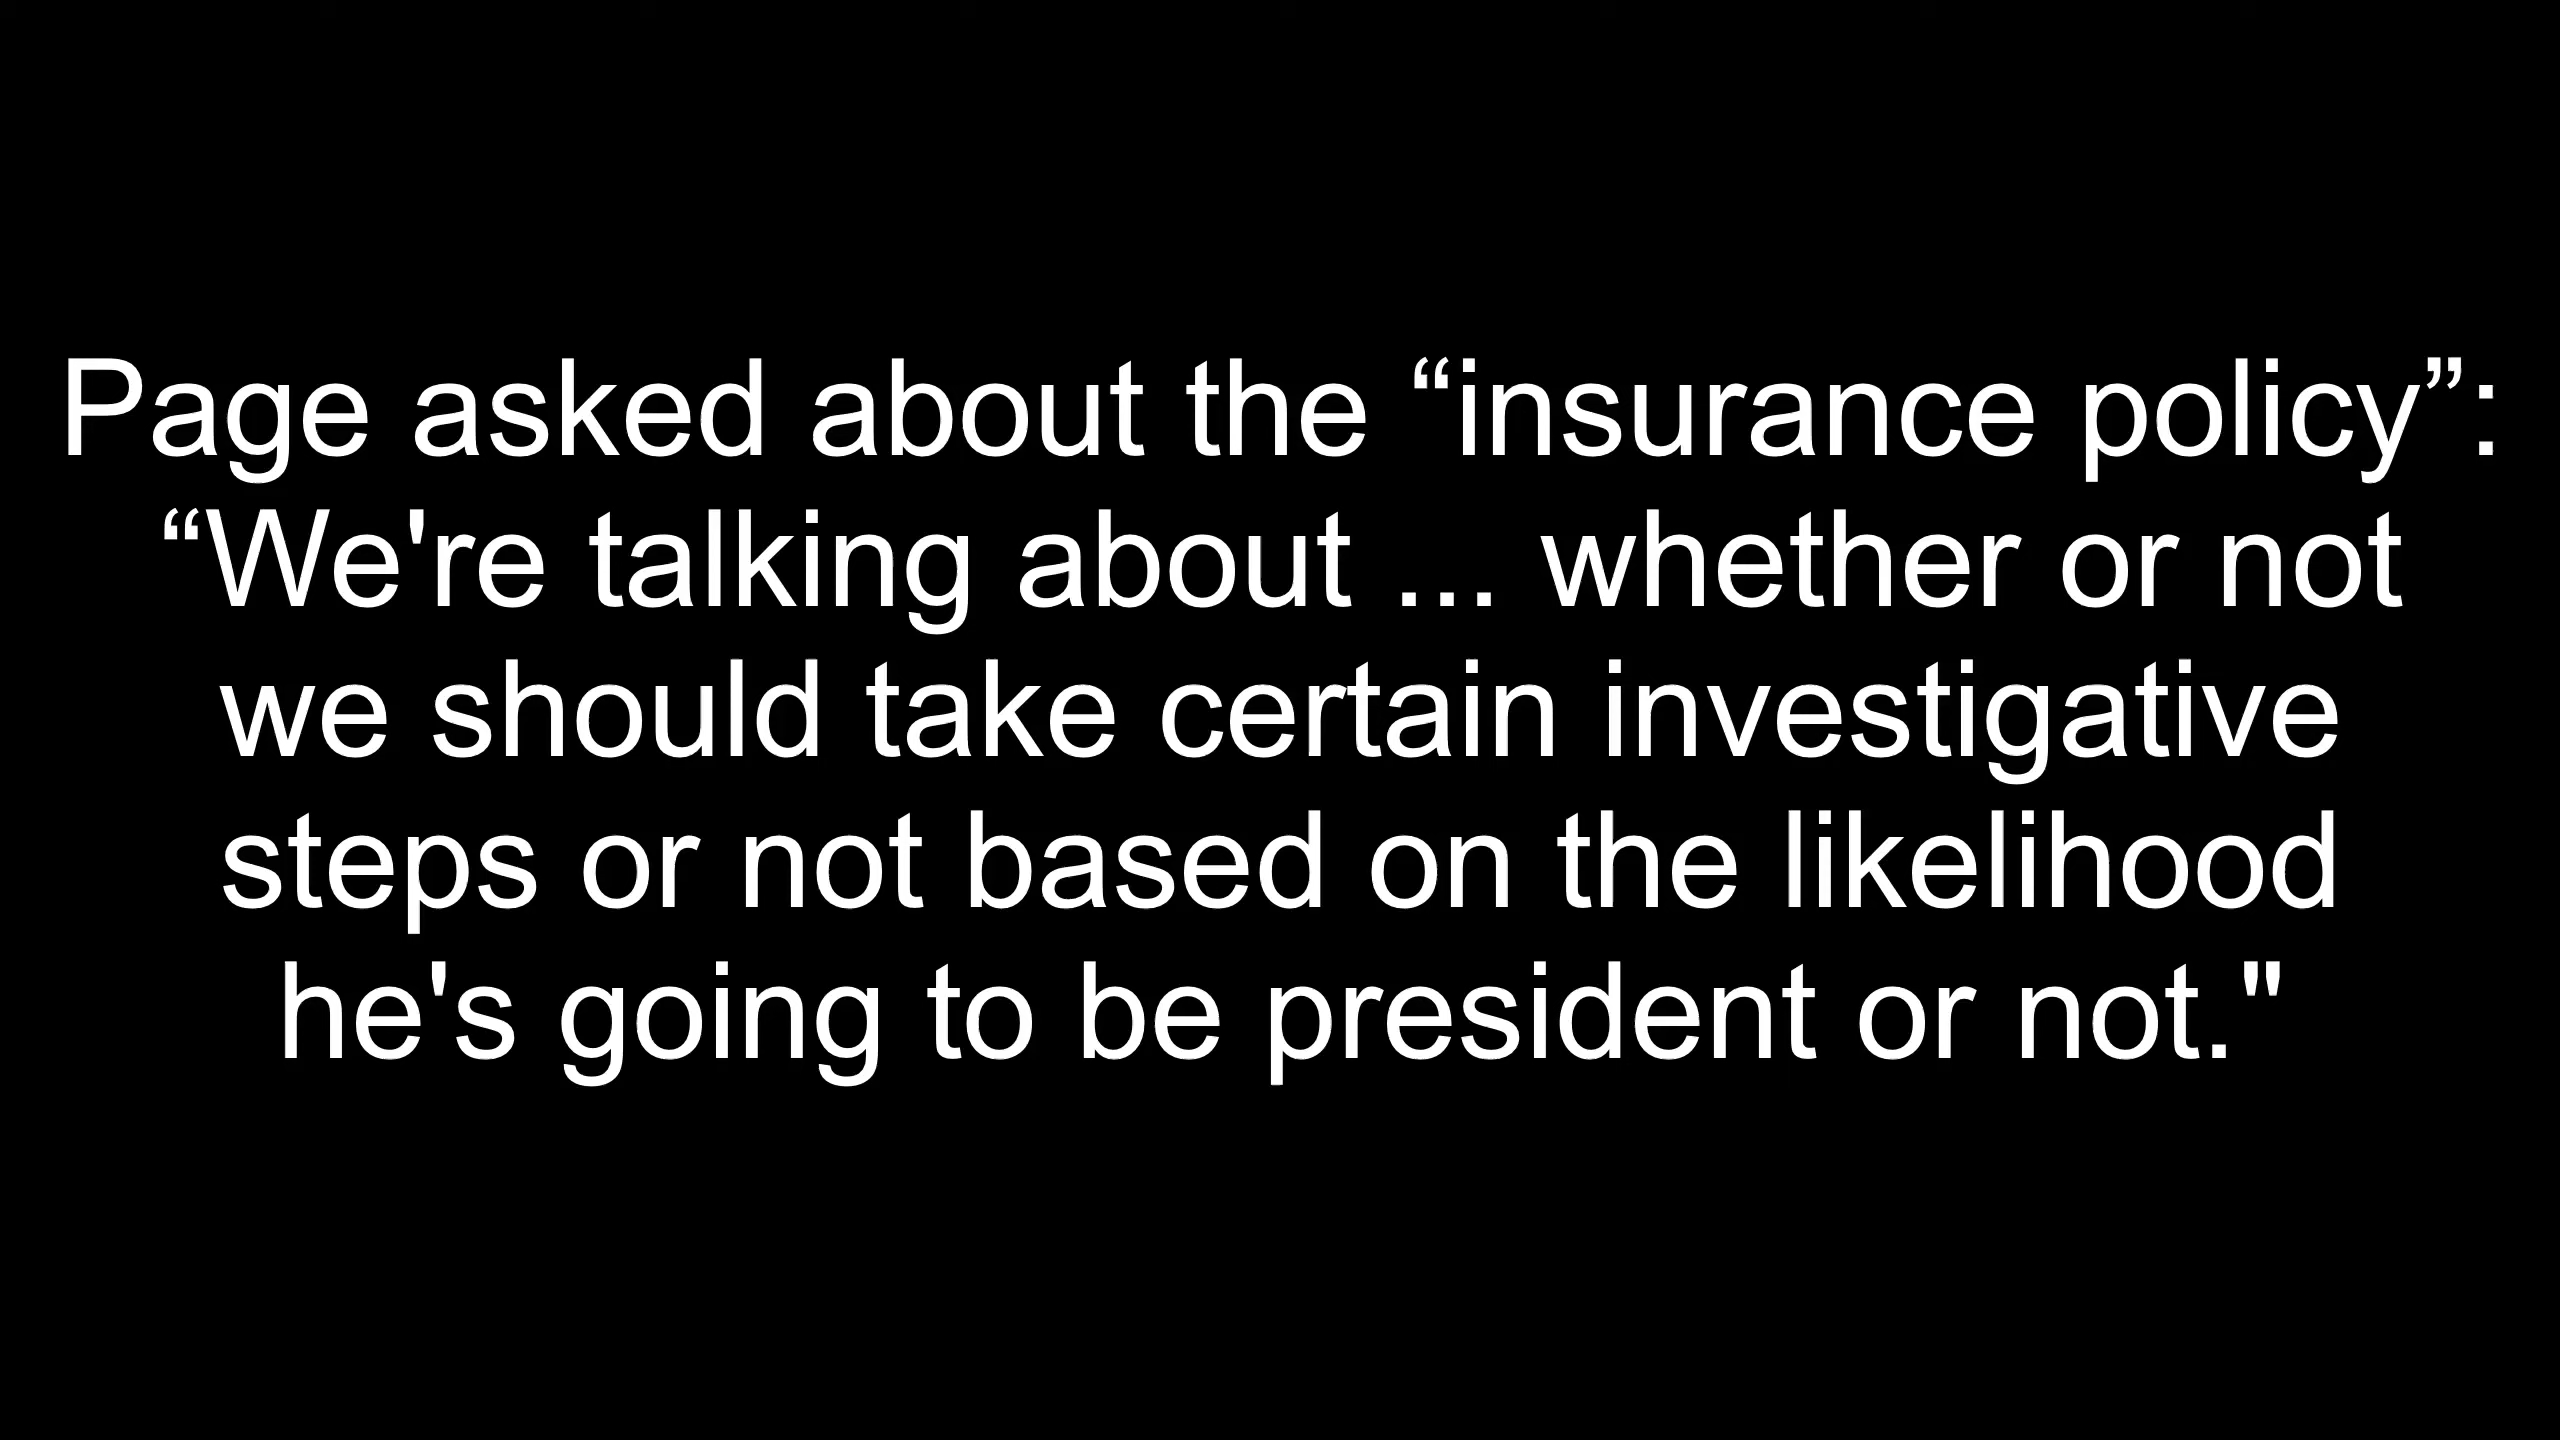 Page asked about the “insurance policy”:
“We're talking about ... whether or not
we should take certain investigative
steps or not based on the likelihood
he's going to be president or not."